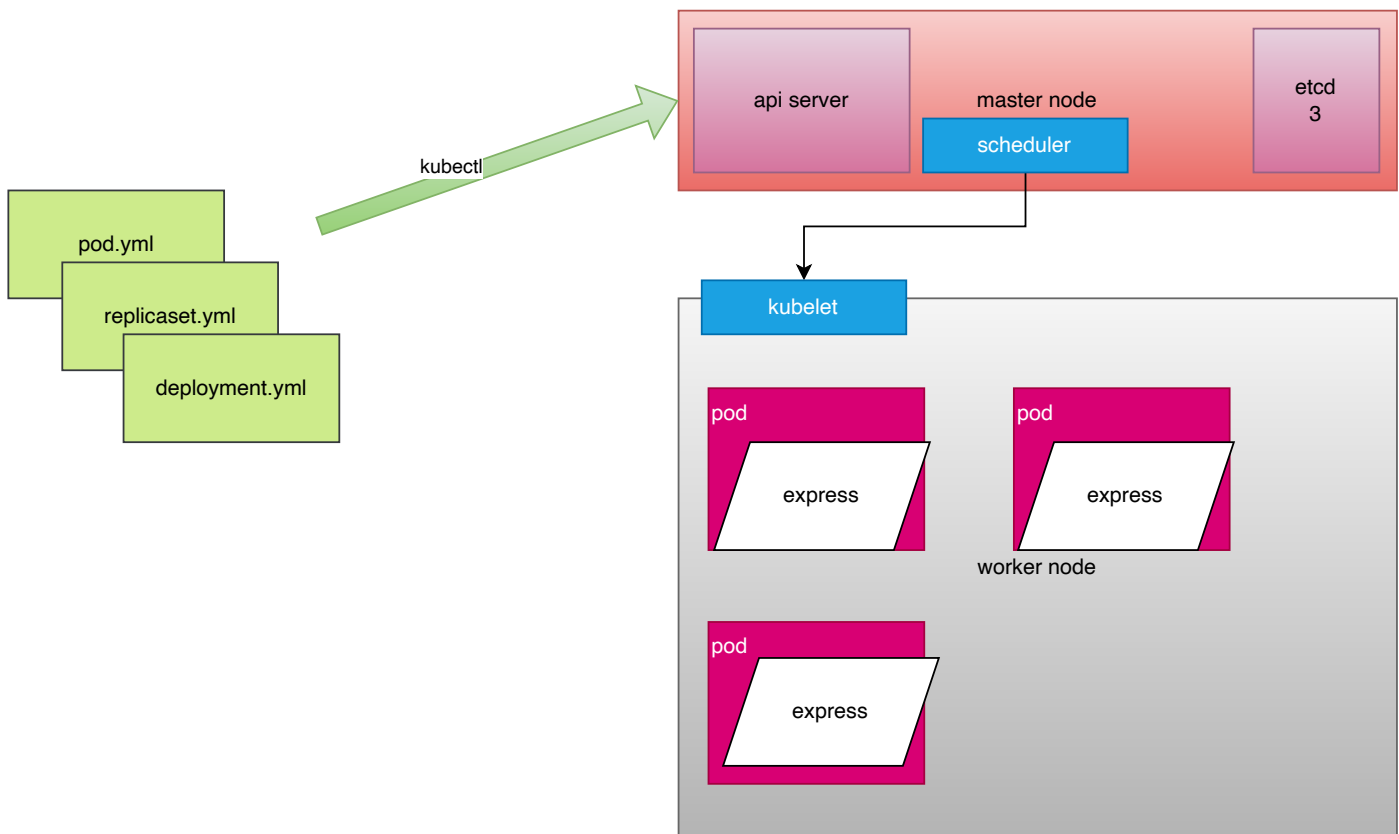 api server
master node
etcd
3
scheduler
kubectl
pod.yml
replicaset.yml
deployment.yml
kubelet
pod
express
pod
express
worker node
pod
express